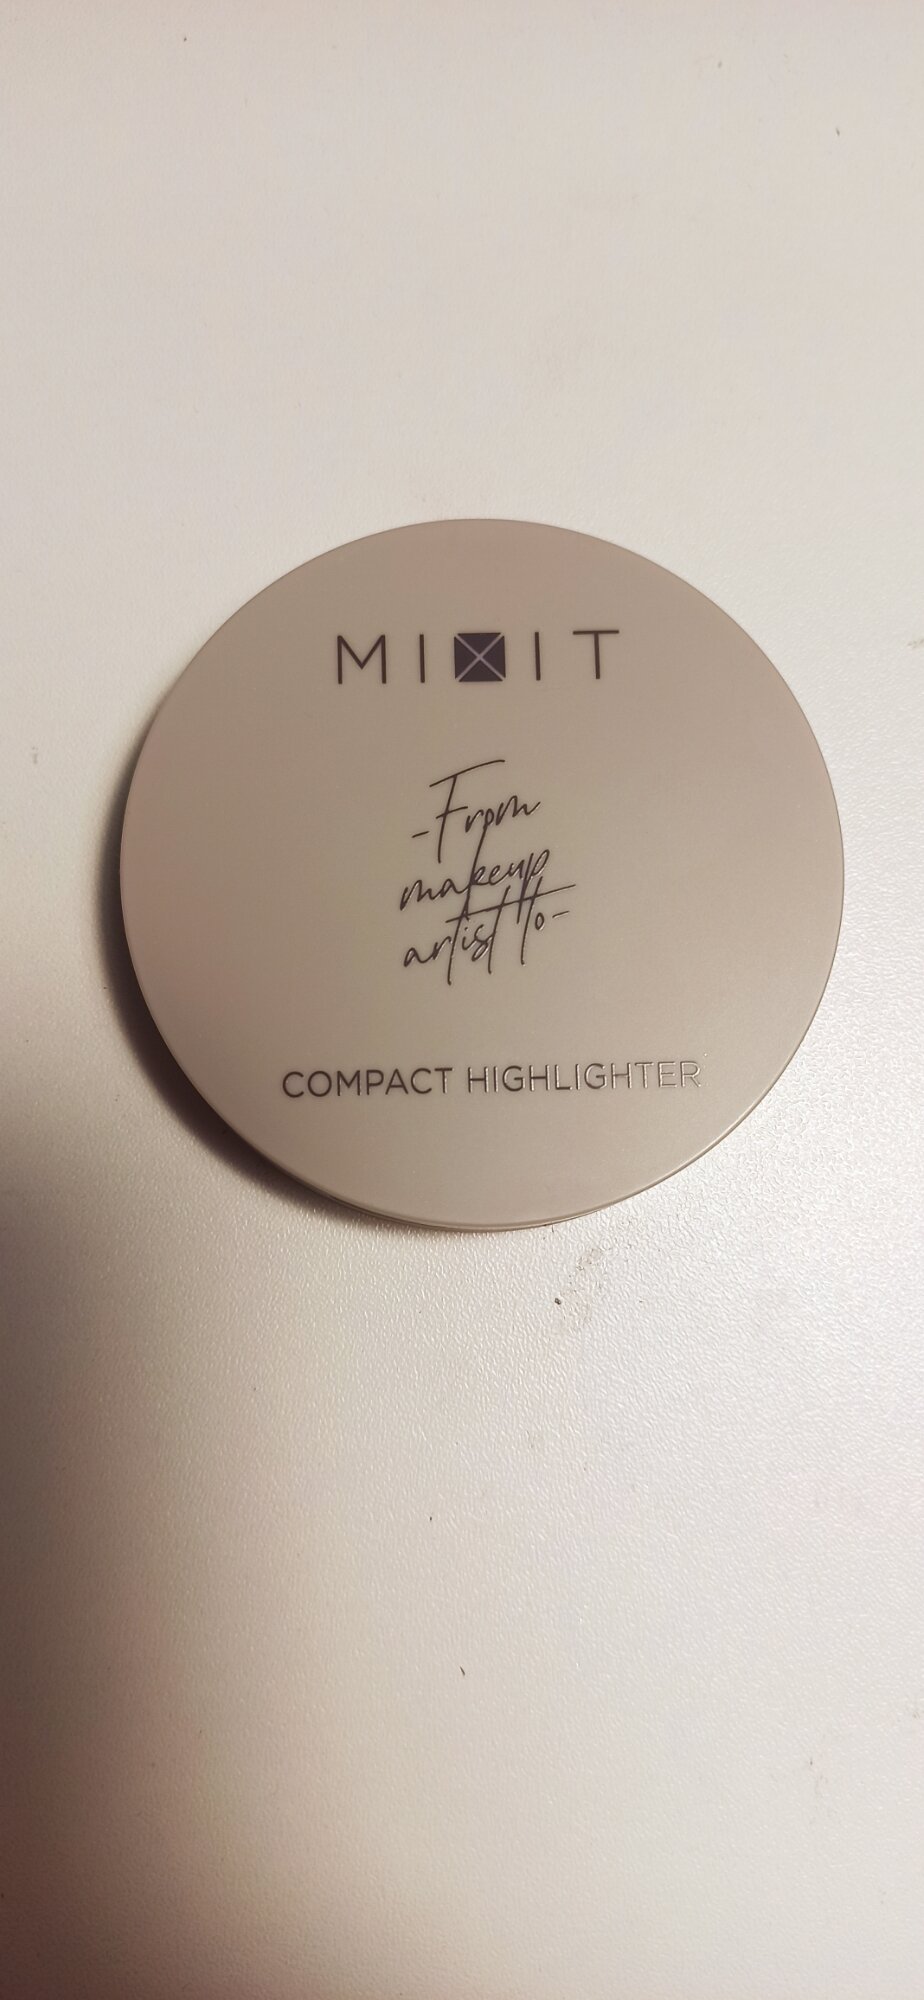 MIXIT
-From
makeup
artist to-
COMPACT HIGHLIGHTER